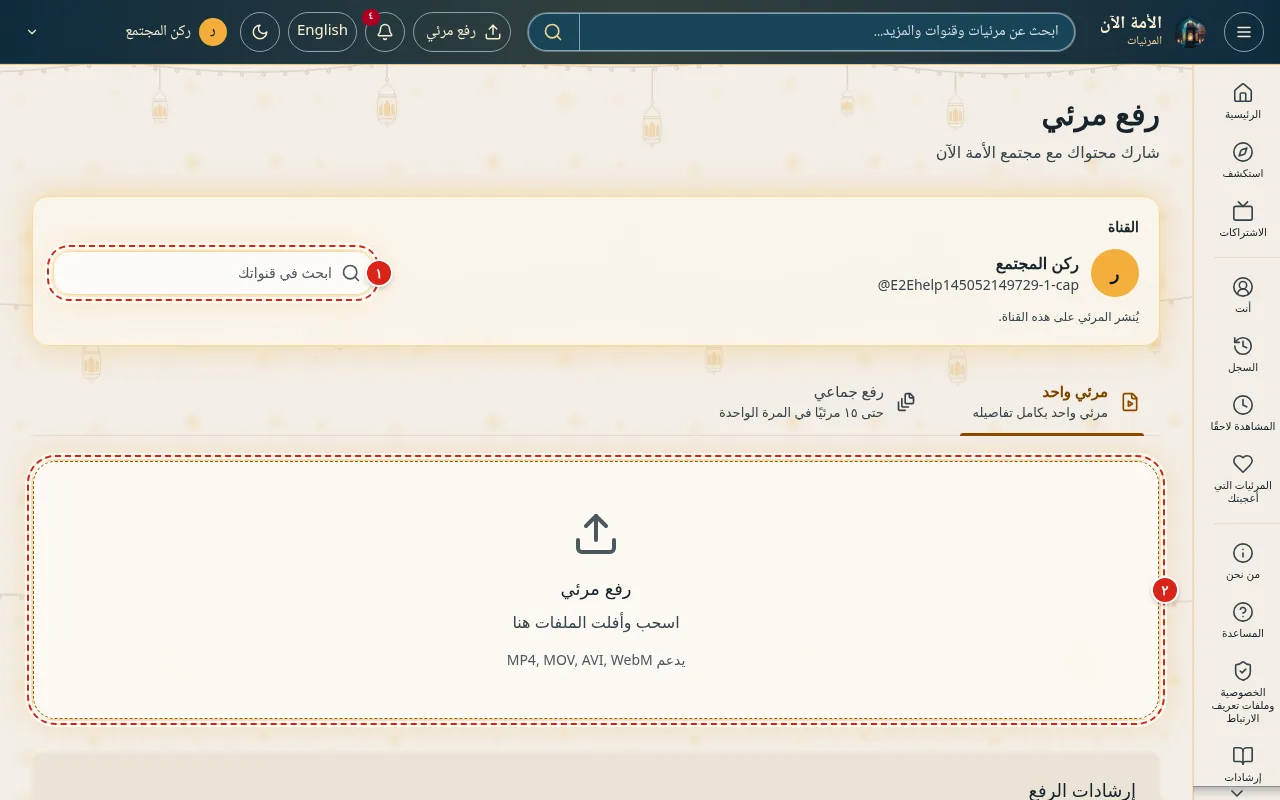 الأمة الآن
المرئيات
ابحث عن مرئيات وقنوات والمزيد...
رفع مرئي
٤
English
ر
ركن المجتمع
الرئيسية
استكشف
الاشتراكات
أنت
السجل
المشاهدة لاحقًا
المرئيات التي
أعجبتك
من نحن
المساعدة
الخصوصية
وملفات تعريف
الارتباط
إرشادات
رفع مرئي
شارك محتواك مع مجتمع الأمة الآن
القناة
ر
ركن المجتمع
@E2Ehelp145052149729-1-cap
يُنشر المرئي على هذه القناة.
١
ابحث في قنواتك
مرئي واحد
مرئي واحد بكامل تفاصيله
رفع جماعي
حتى ١٥ مرئيًا في المرة الواحدة
٢
رفع مرئي
اسحب وأفلت الملفات هنا
يدعم MP4, MOV, AVI, WebM
إرشادات الرفع